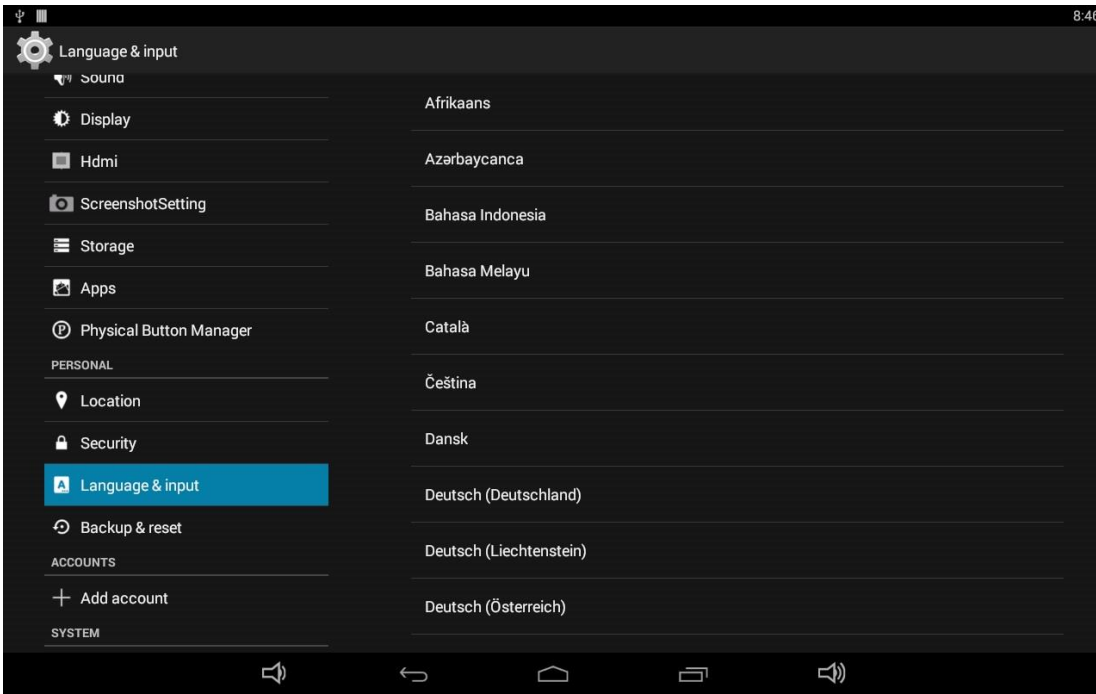 8:46
Language & input
Sound
Display
Hdmi
ScreenshotSetting
Storage
Apps
Physical Button Manager
PERSONAL
Location
Security
Language & input
Backup & reset
ACCOUNTS
Add account
SYSTEM
Afrikaans
Azərbaycanca
Bahasa Indonesia
Bahasa Melayu
Català
Čeština
Dansk
Deutsch (Deutschland)
Deutsch (Liechtenstein)
Deutsch (Österreich)